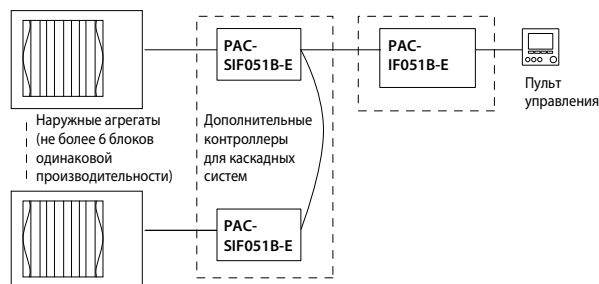 PAC-
SIF051B-E
PAC-
IF051B-E
Пульт
управления
Наружные агрегаты
(не более 6 блоков
одинаковой
производительности)
Дополнительные
контроллеры
для каскадных
систем
PAC-
SIF051B-E